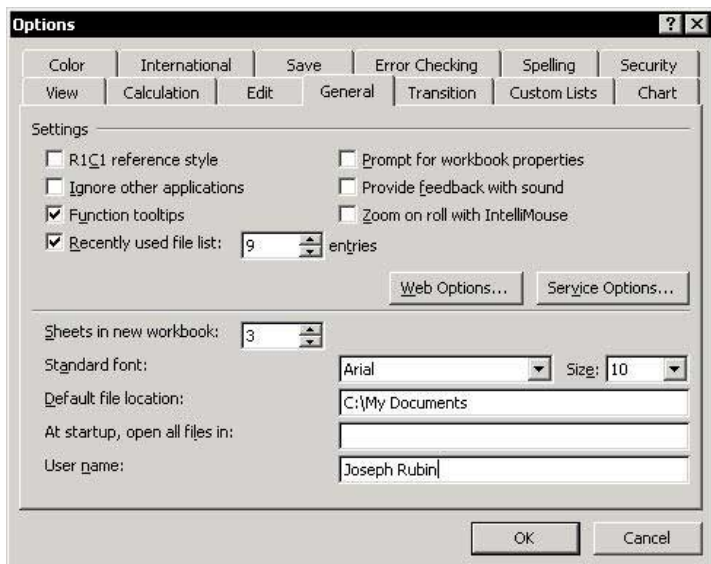 Options
Color International Save Error Checking Spelling Security
View Calculation Edit General Transition Custom Lists Chart
Settings
R1C1 reference style Prompt for workbook properties
Ignore other applications Provide feedback with sound
Function tooltips Zoom on roll with IntelliMouse
Recently used file list: 9 entries
Web Options... Service Options...
Sheets in new workbook: 3
Standard font: Arial Size: 10
Default file location: C:\My Documents
At startup, open all files in:
User name: Joseph Rubin
OK Cancel